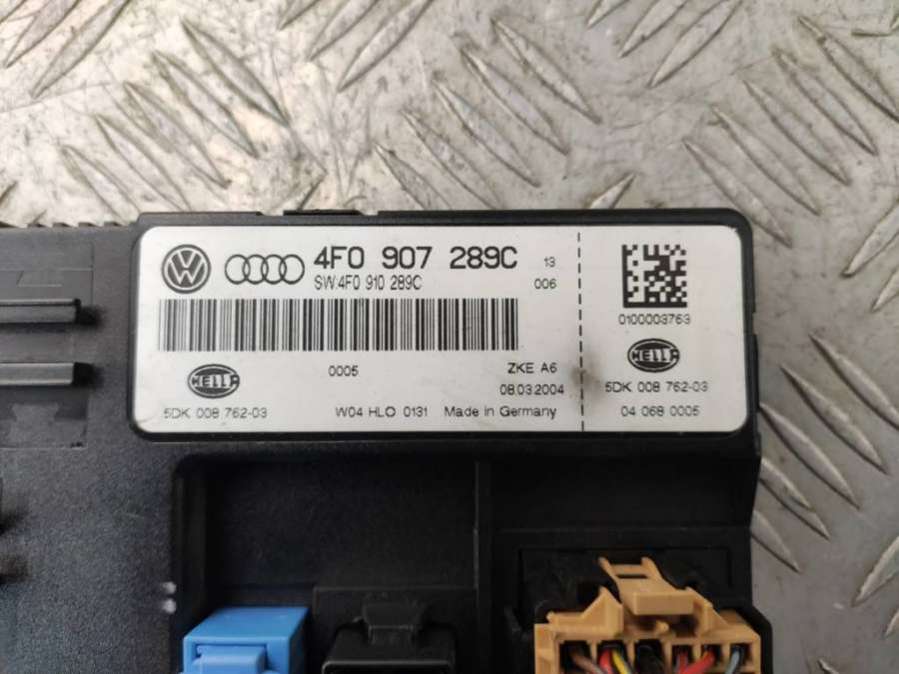 4F0 907 289C 13
SW:4F0 910 289C 006
0005 ZKE A6
08.03.2004
HELLA
5DK 008 762-03 W04 HLO 0131 Made in Germany
0100003763
HELLA
5DK 008 762-03
04 068 0005